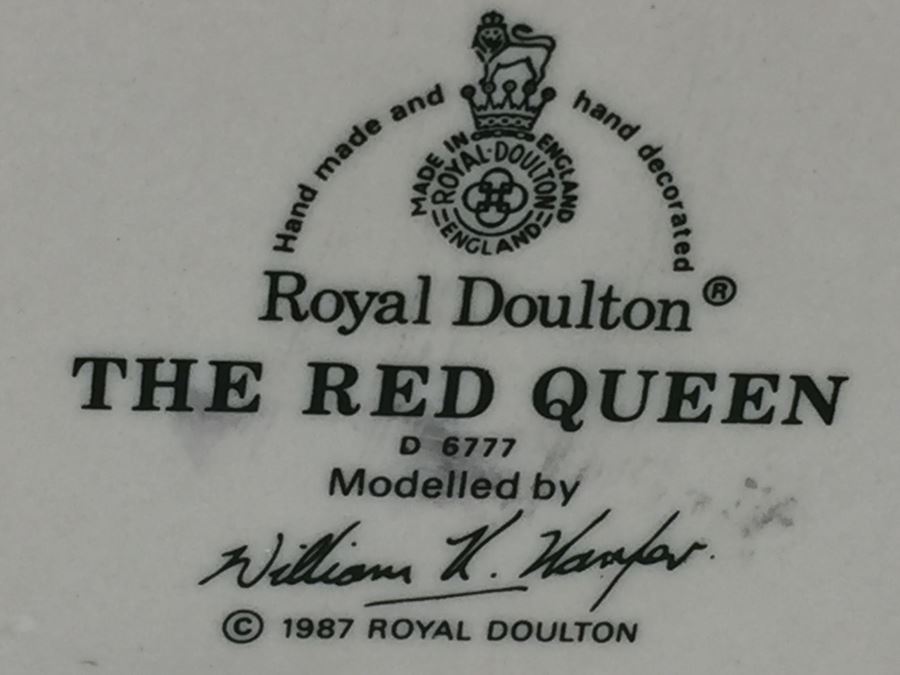 Hand made and hand decorated
MADE IN ENGLAND
ROYAL·DOULTON
ENGLAND
Royal Doulton®
THE RED QUEEN
D 6777
Modelled by
William K. Harper.
© 1987 ROYAL DOULTON